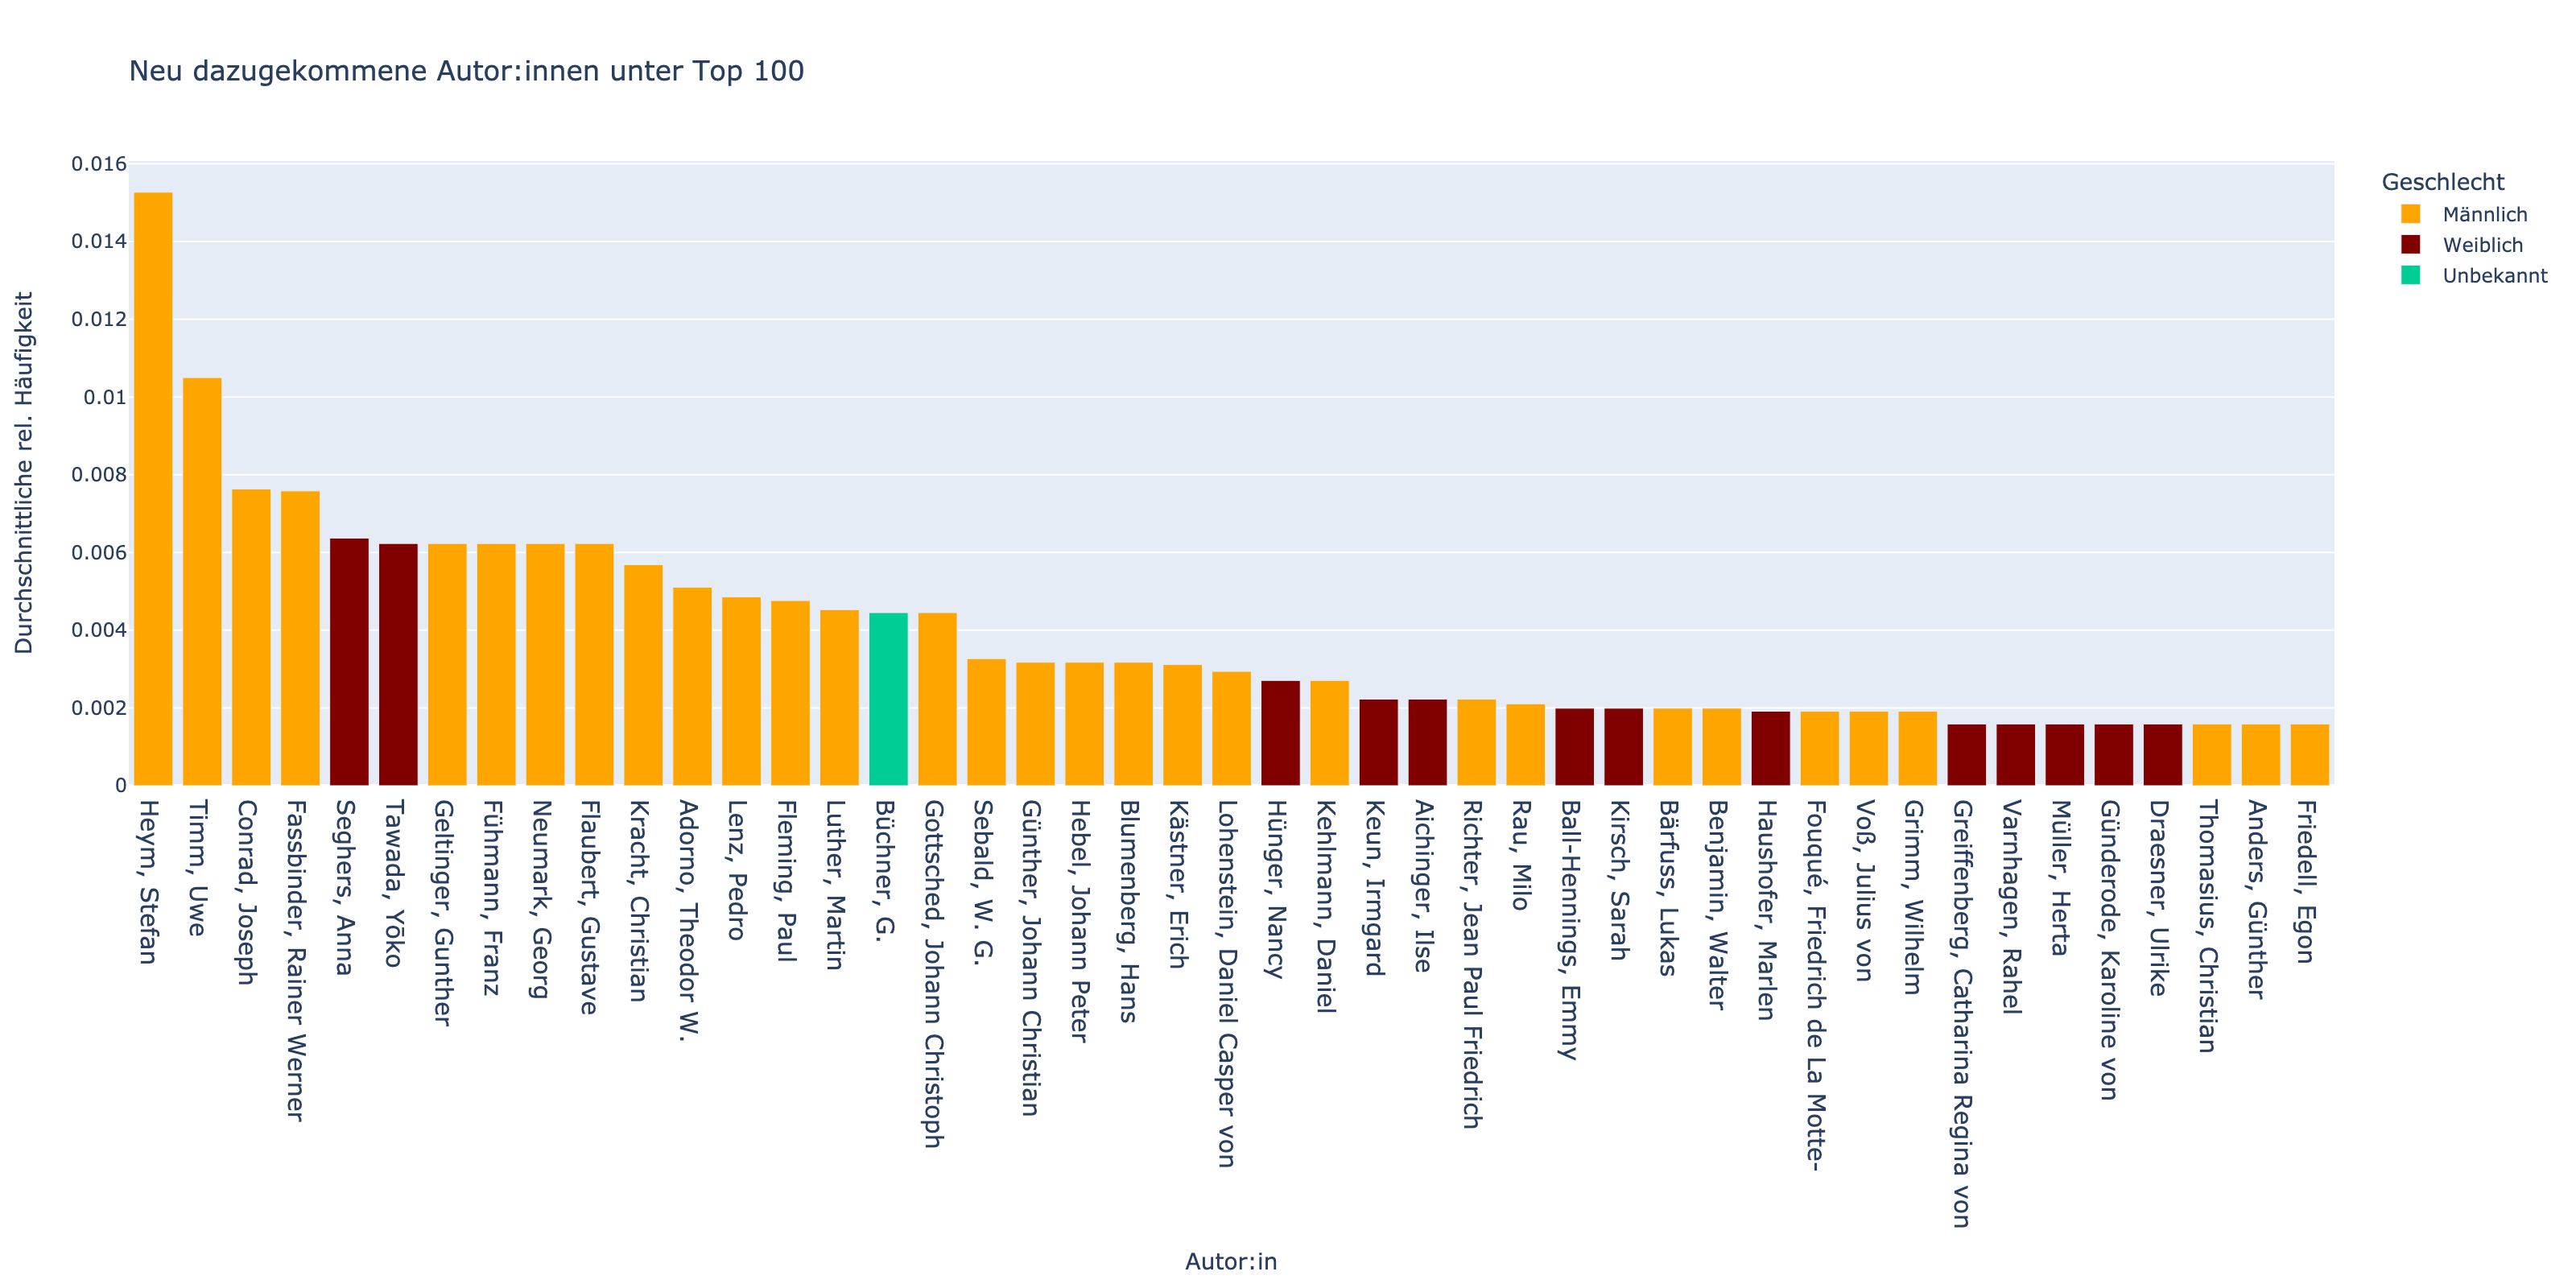 Neu dazugekommene Autor:innen unter Top 100
Durchschnittliche rel. Häufigkeit
0.016
0.014
0.012
0.01
0.008
0.006
0.004
0.002
0
Heym, Stefan
Timm, Uwe
Conrad, Joseph
Fassbinder, Rainer Werner
Seghers, Anna
Tawada, Yōko
Geltinger, Gunther
Fühmann, Franz
Neumark, Georg
Flaubert, Gustave
Kracht, Christian
Adorno, Theodor W.
Lenz, Pedro
Fleming, Paul
Luther, Martin
Büchner, G.
Gottsched, Johann Christoph
Sebald, W. G.
Günther, Johann Christian
Hebel, Johann Peter
Blumenberg, Hans
Kästner, Erich
Lohenstein, Daniel Casper von
Hünger, Nancy
Kehlmann, Daniel
Keun, Irmgard
Aichinger, Ilse
Richter, Jean Paul Friedrich
Rau, Milo
Ball-Hennings, Emmy
Kirsch, Sarah
Bärfuss, Lukas
Benjamin, Walter
Haushofer, Marlen
Fouqué, Friedrich de La Motte-
Voß, Julius von
Grimm, Wilhelm
Greiffenberg, Catharina Regina von
Varnhagen, Rahel
Müller, Herta
Günderode, Karoline von
Draesner, Ulrike
Thomasius, Christian
Anders, Günther
Friedell, Egon
Autor:in
Geschlecht
Männlich
Weiblich
Unbekannt